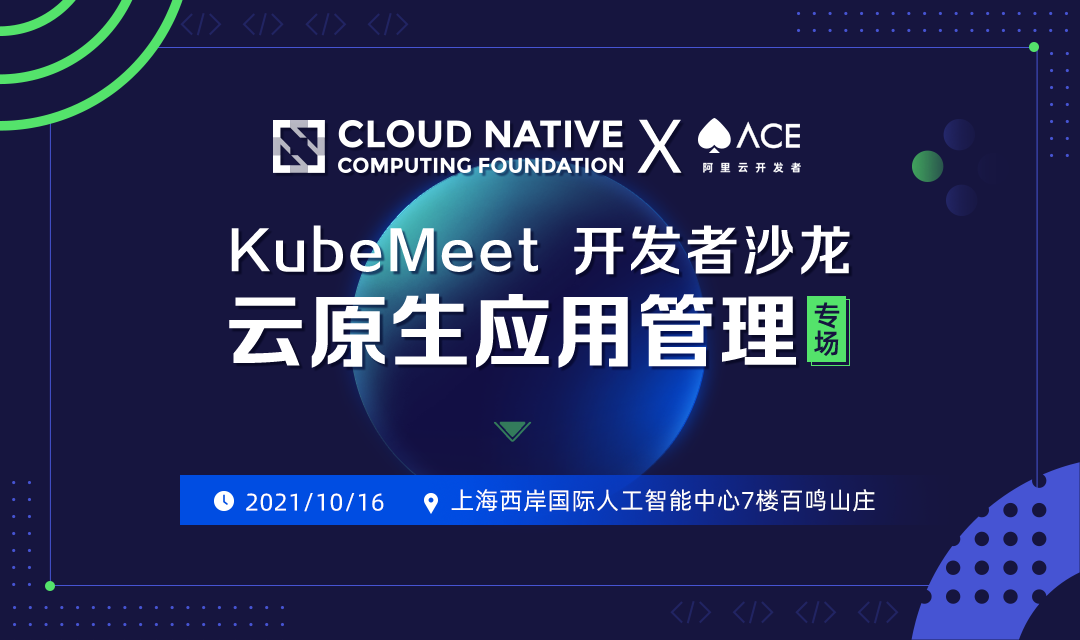 </> </> </> </>
CLOUD NATIVE
COMPUTING FOUNDATION
X
ACE
阿里云开发者
KubeMeet 开发者沙龙
云原生应用管理
专场
2021/10/16 上海西岸国际人工智能中心7楼百鸣山庄
</> </> </> </>